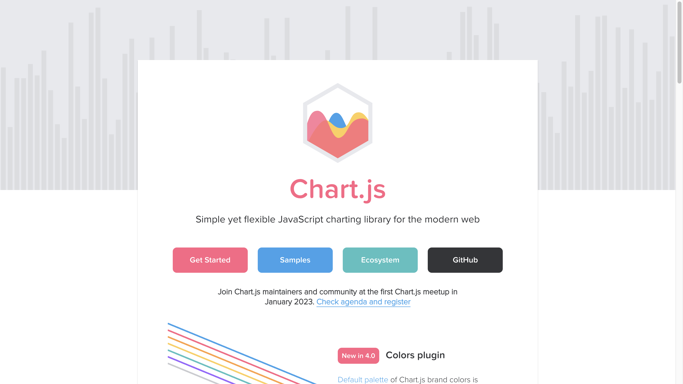 Chart.js
Simple yet flexible JavaScript charting library for the modern web
Get Started
Samples
Ecosystem
GitHub
Join Chart.js maintainers and community at the first Chart.js meetup in
January 2023. Check agenda and register
New in 4.0
Colors plugin
Default palette of Chart.js brand colors is